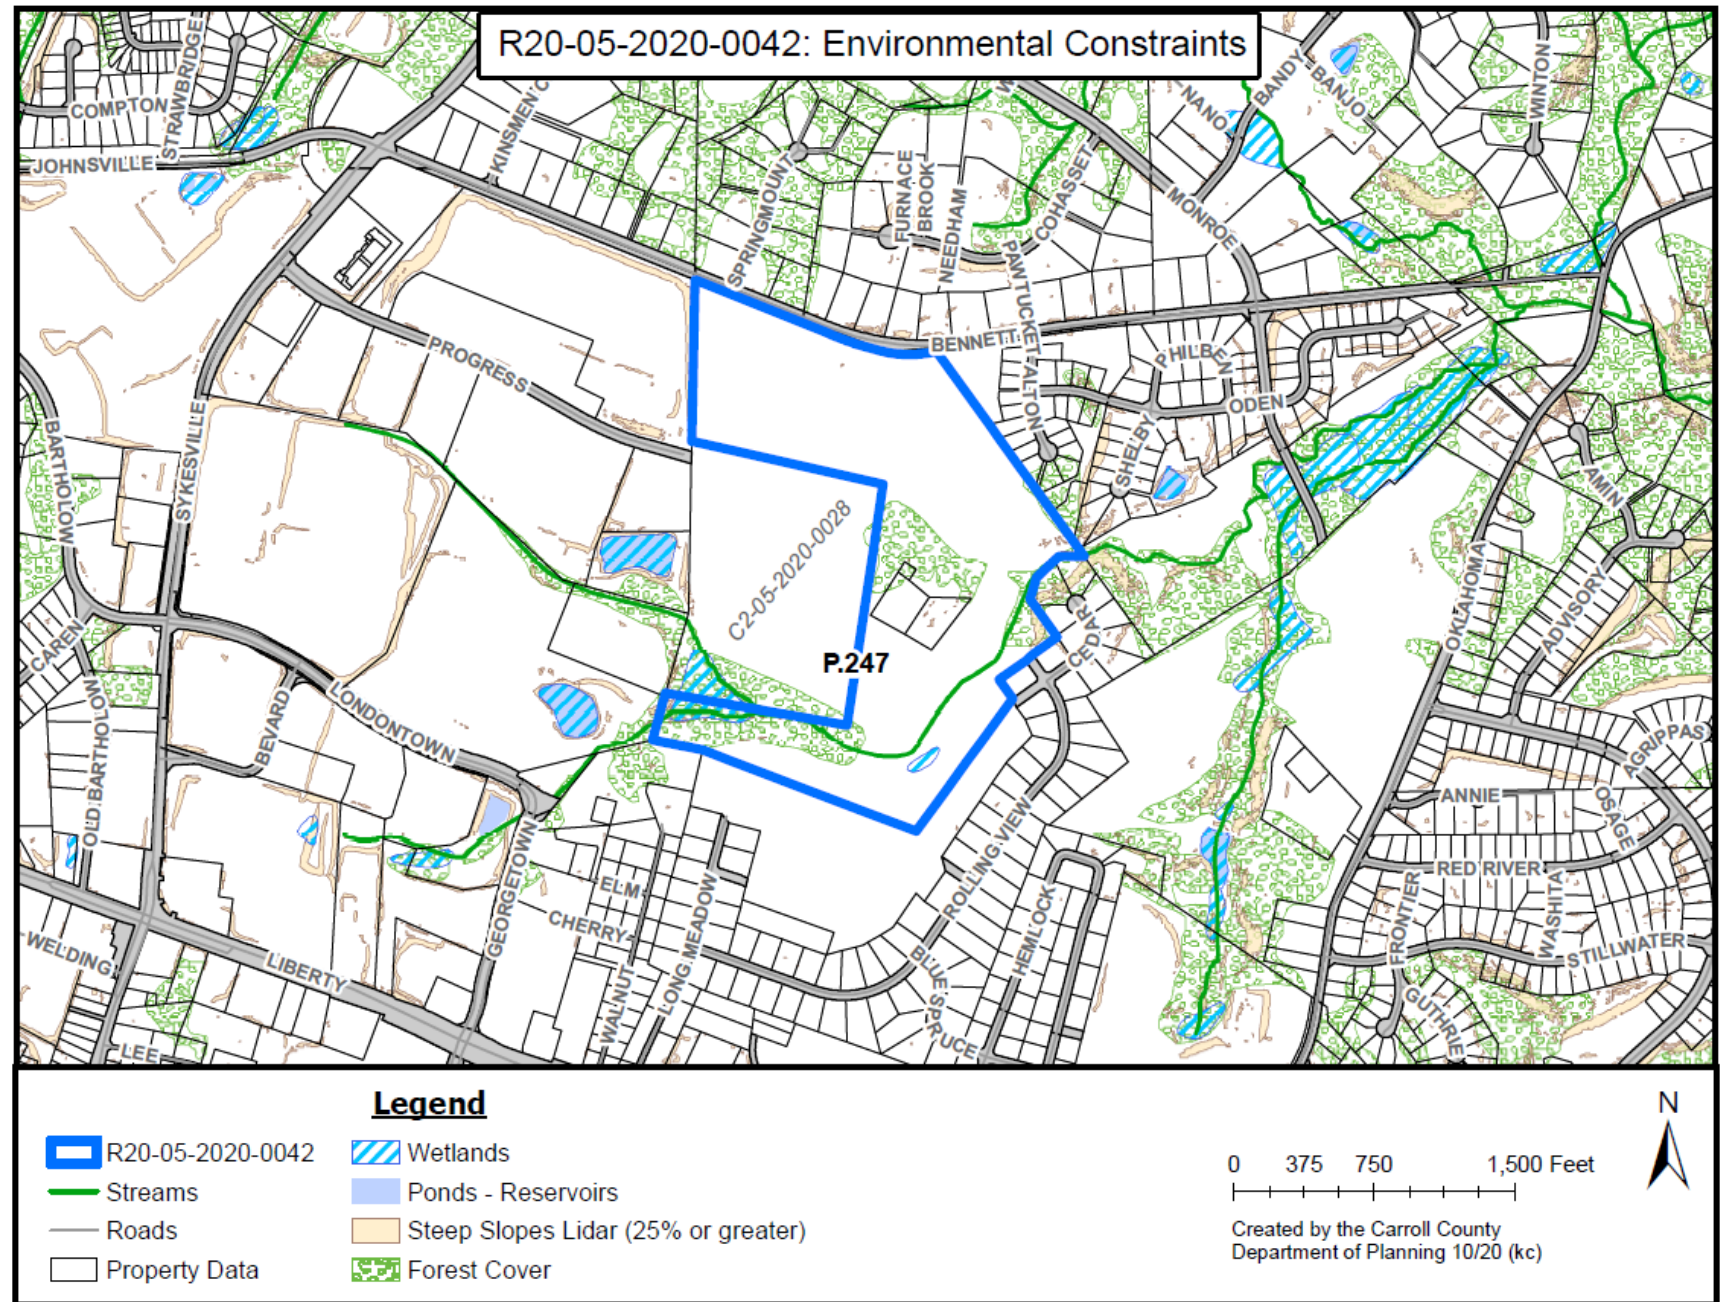 R20-05-2020-0042: Environmental Constraints
COMPTON
STRAWBRIDGE
JOHNSVILLE
KINSMEN
SPRINGMOUNT
FURNACE
BROOK
NEEDHAM
PAWTUCKET
COHASSET
MONROE
NANO
BANDY
BANJO
WINTON
BENNETT
ALTON
PHILBEN
ODEN
SHELBY
PROGRESS
SYKESVILLE
BARTHOLOW
CAREN
OLD BARTHOLOW
BEVARD
LONDONTOWN
C2-05-2020-0028
P.247
CEDAR
OKLAHOMA
AMIN
ADVISORY
AGRIPPAS
OSAGE
ANNIE
RED RIVER
FRONTIER
WASHITA
STILLWATER
GUTHRIE
ROLLING VIEW
HEMLOCK
BLUE SPRUCE
GEORGETOWN
ELM
CHERRY
WALNUT
LONG MEADOW
LIBERTY
WELDING
LEE
Legend
R20-05-2020-0042
Streams
Roads
Property Data
Wetlands
Ponds - Reservoirs
Steep Slopes Lidar (25% or greater)
Forest Cover
0 375 750 1,500 Feet
Created by the Carroll County
Department of Planning 10/20 (kc)
N